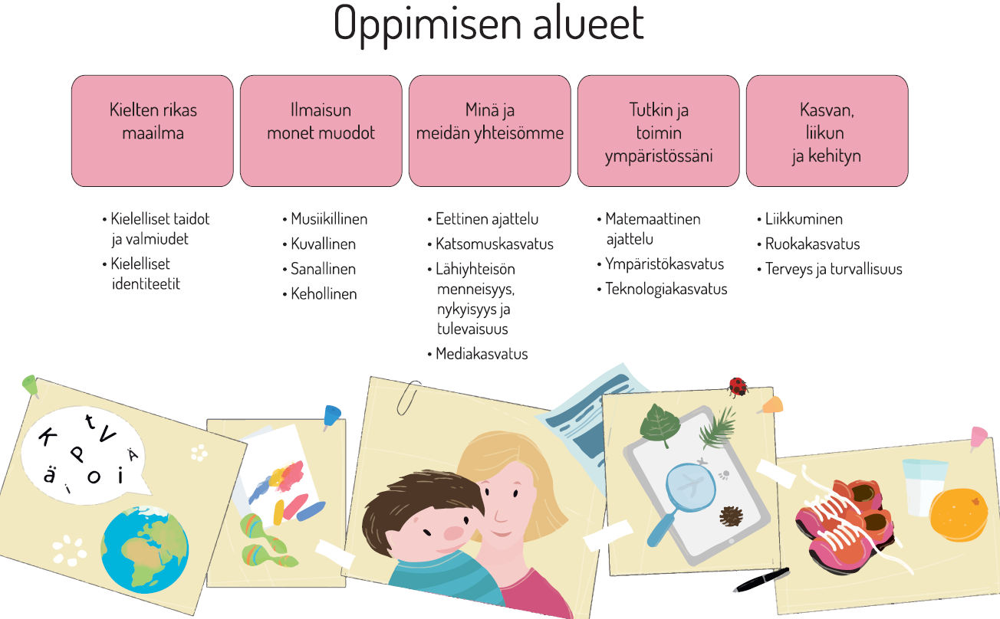 Oppimisen alueet
Kielten rikas
maailma
Ilmaisun
monet muodot
Minä ja
meidän yhteisömme
Tutkin ja
toimin
ympäristössäni
Kasvan,
liikun
ja kehityn
• Kielelliset taidot
ja valmiudet
• Kielelliset
identiteetit
• Musiikillinen
• Kuvallinen
• Sanallinen
• Kehollinen
• Eettinen ajattelu
• Katsomuskasvatus
• Lähiyhteisön
menneisyys,
nykyisyys ja
tulevaisuus
• Mediakasvatus
• Matemaattinen
ajattelu
• Ympäristökasvatus
• Teknologiakasvatus
• Liikkuminen
• Ruokakasvatus
• Terveys ja turvallisuus
K t V
P Ä
ä i o i